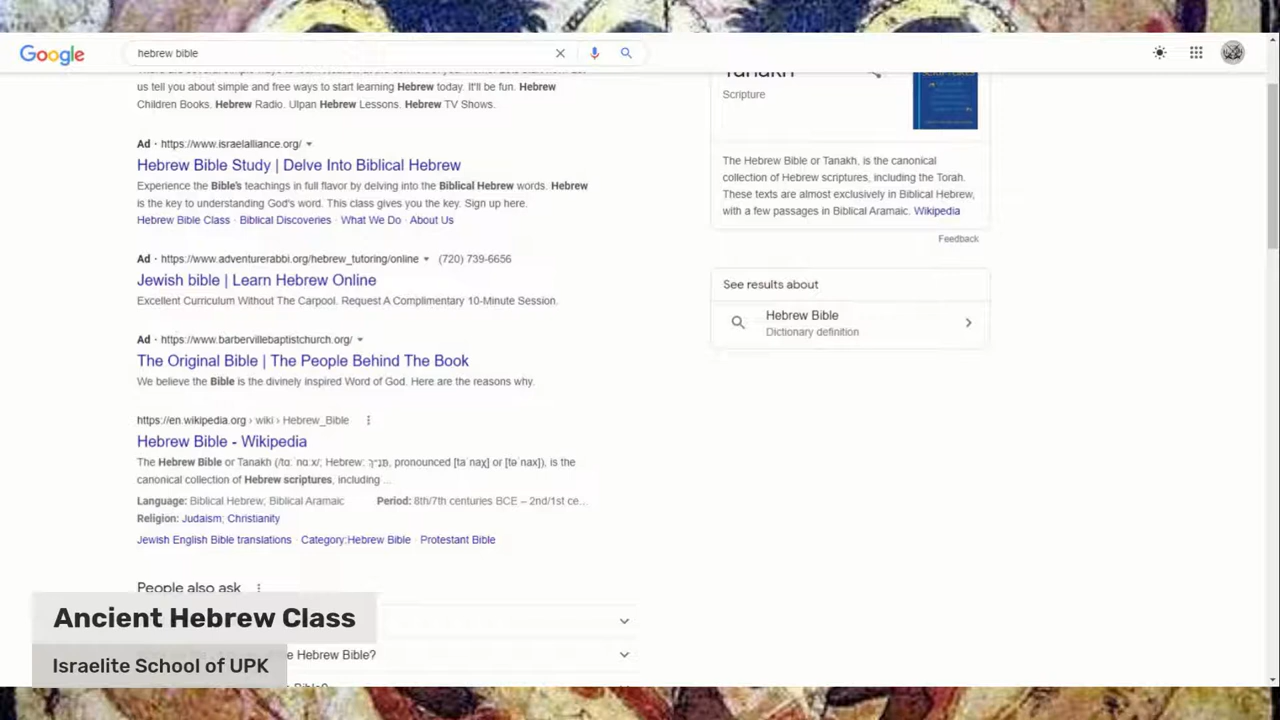 Google
hebrew bible
us tell you about simple and free ways to start learning Hebrew today. It'll be fun. Hebrew
Children Books. Hebrew Radio. Ulpan Hebrew Lessons. Hebrew TV Shows.
Ad · https://www.israelalliance.org/
Hebrew Bible Study | Delve Into Biblical Hebrew
Experience the Bible's teachings in full flavor by delving into the Biblical Hebrew words. Hebrew
is the key to understanding God's word. This class gives you the key. Sign up here.
Hebrew Bible Class · Biblical Discoveries · What We Do · About Us
Ad · https://www.adventurerabbi.org/hebrew_tutoring/online (720) 739-6656
Jewish bible | Learn Hebrew Online
Excellent Curriculum Without The Carpool. Request A Complimentary 10-Minute Session.
Ad · https://www.barbervillebaptistchurch.org/
The Original Bible | The People Behind The Book
We believe the Bible is the divinely inspired Word of God. Here are the reasons why.
https://en.wikipedia.org › wiki › Hebrew_Bible
Hebrew Bible - Wikipedia
The Hebrew Bible or Tanakh (/tɑːˈnɑːx/; Hebrew: תָּנָ״ךְ, pronounced [taˈnaχ] or [təˈnax]), is the
canonical collection of Hebrew scriptures, including ...
Language: Biblical Hebrew; Biblical Aramaic Period: 8th/7th centuries BCE – 2nd/1st ce...
Religion: Judaism; Christianity
Jewish English Bible translations · Category:Hebrew Bible · Protestant Bible
People also ask
e Hebrew Bible?
Tanakh
Scripture
The Hebrew Bible or Tanakh, is the canonical
collection of Hebrew scriptures, including the Torah.
These texts are almost exclusively in Biblical Hebrew,
with a few passages in Biblical Aramaic. Wikipedia
Feedback
See results about
Hebrew Bible
Dictionary definition
Ancient Hebrew Class
Israelite School of UPK